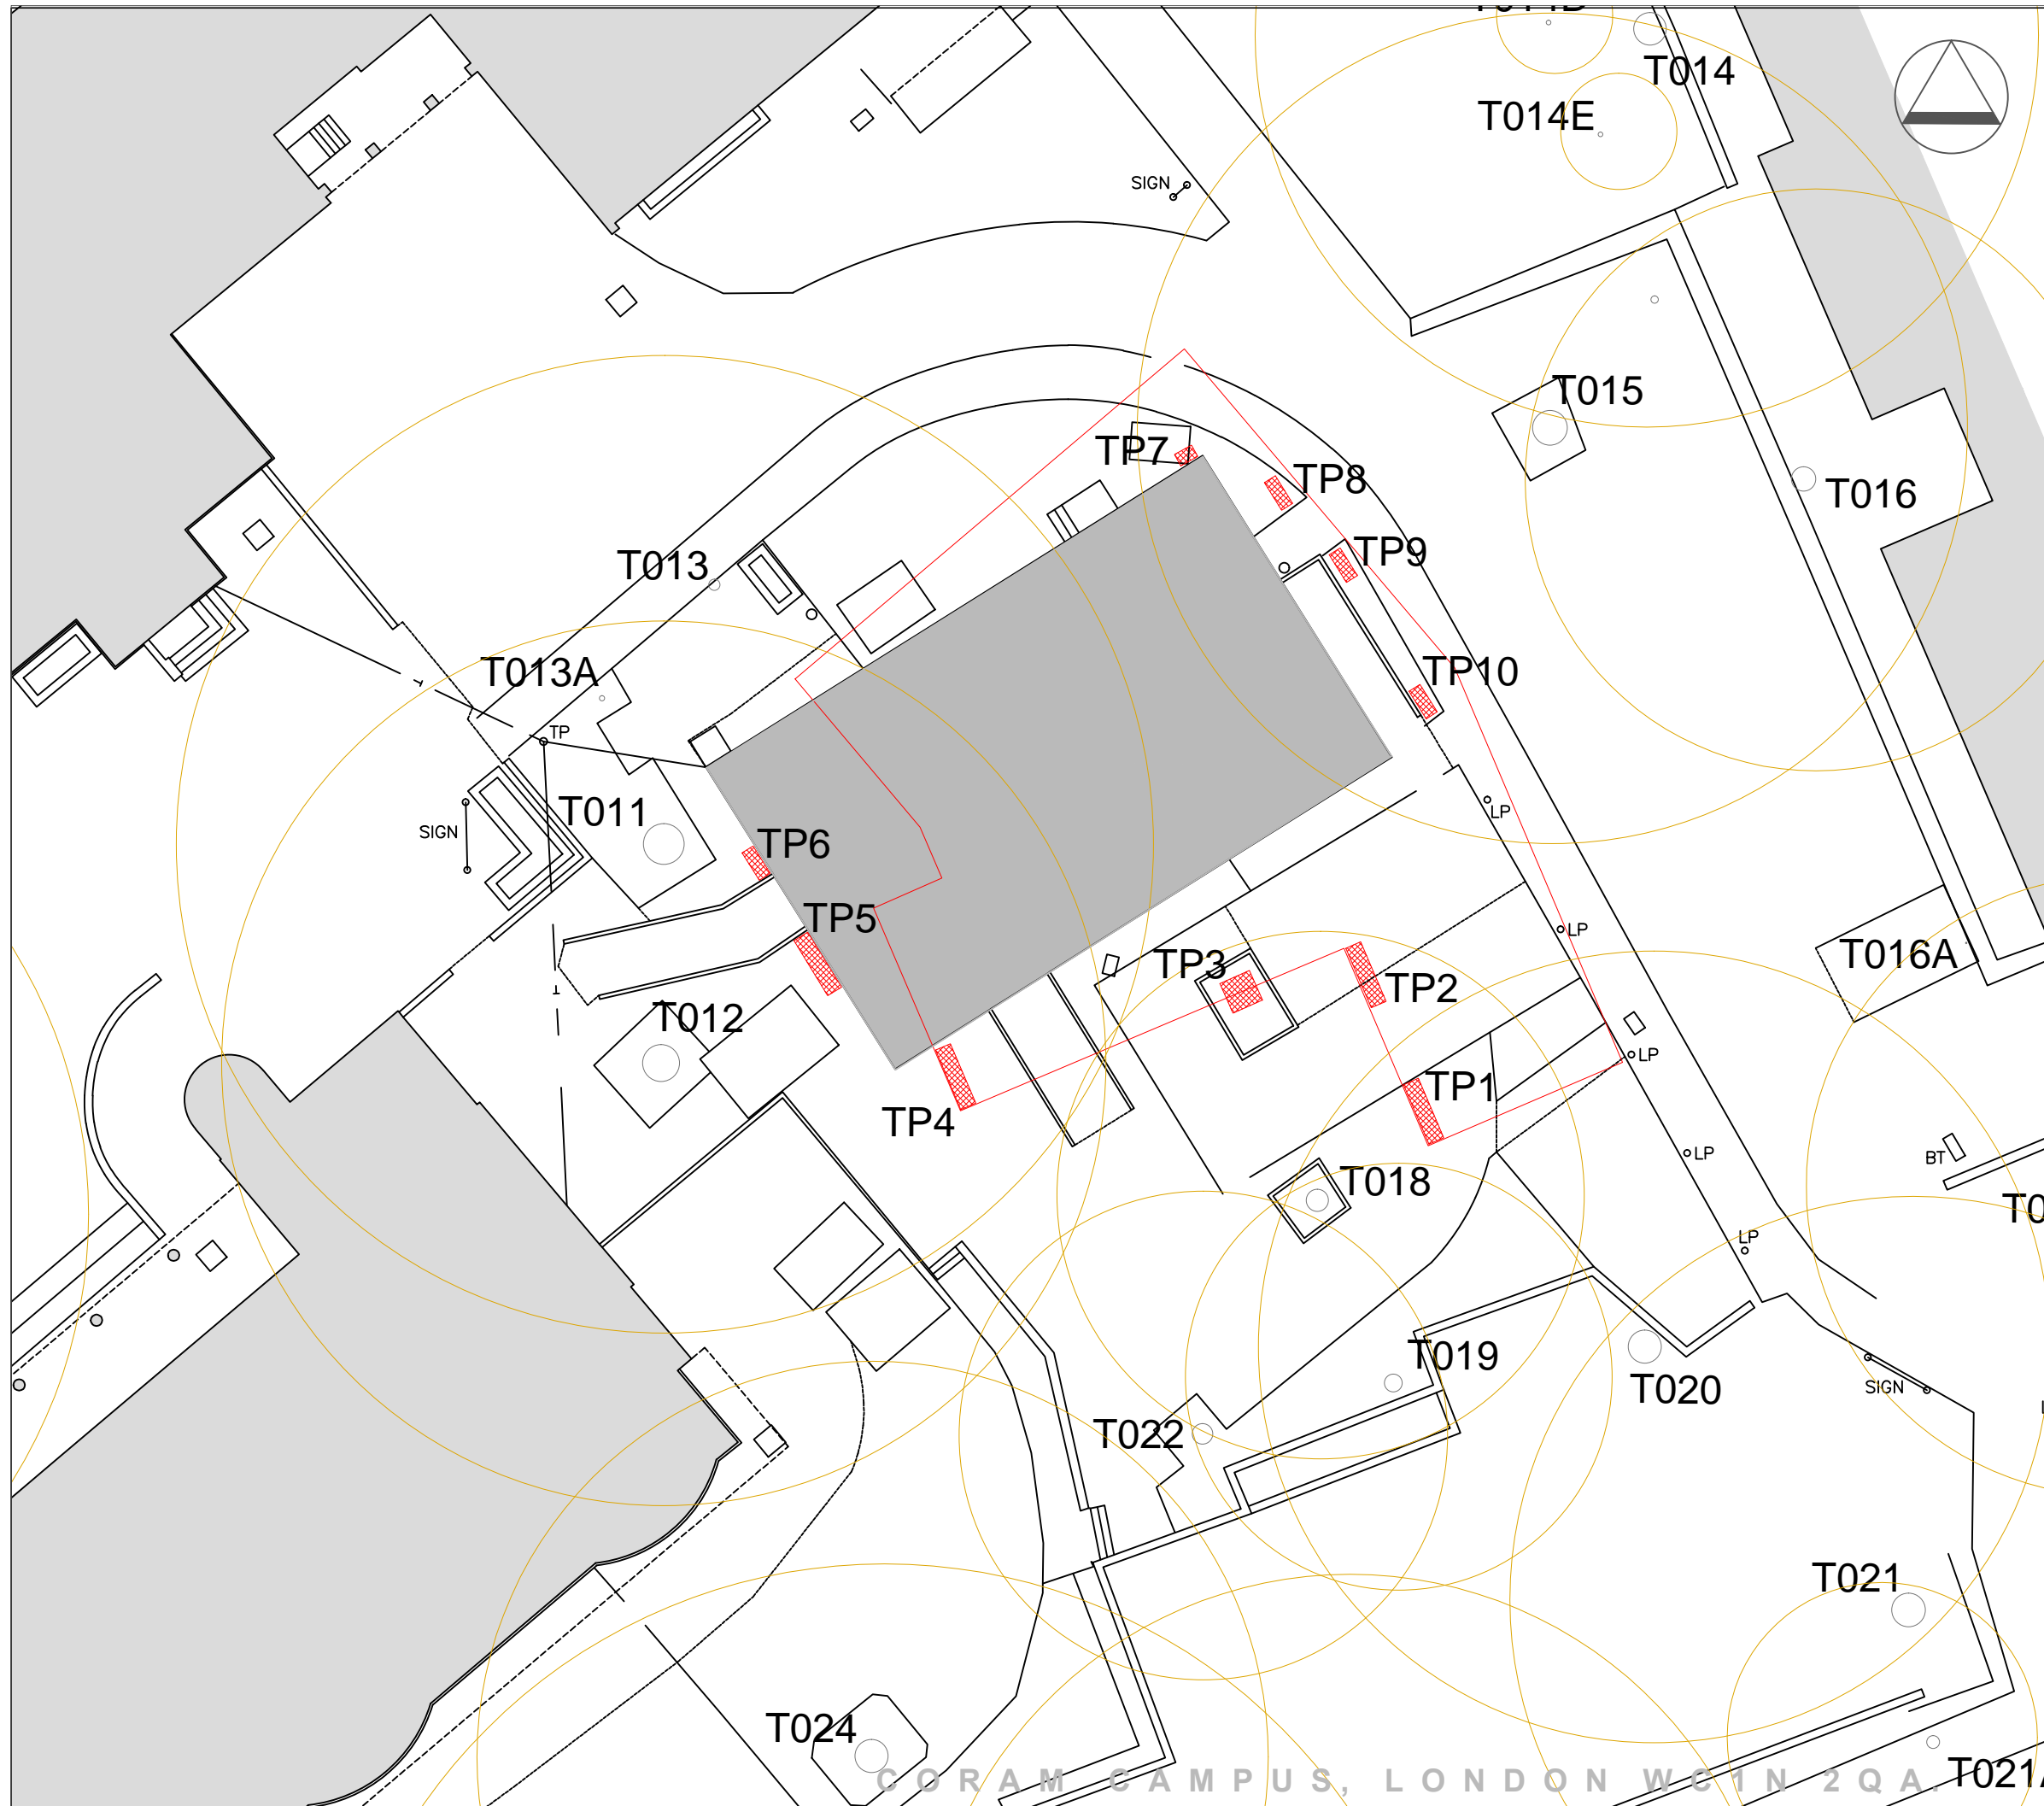 T014
T014E
SIGN
T015
TP7
TP8
T016
TP9
T013
T013A
TP10
TP
T011
LP
SIGN
TP6
TP5
LP
TP3
T016A
TP2
T012
LP
TP1
TP4
LP
BT
T018
LP
T019
T020
SIGN
T022
T021
T024
CORAM CAMPUS, LONDON WC1N 2QA.